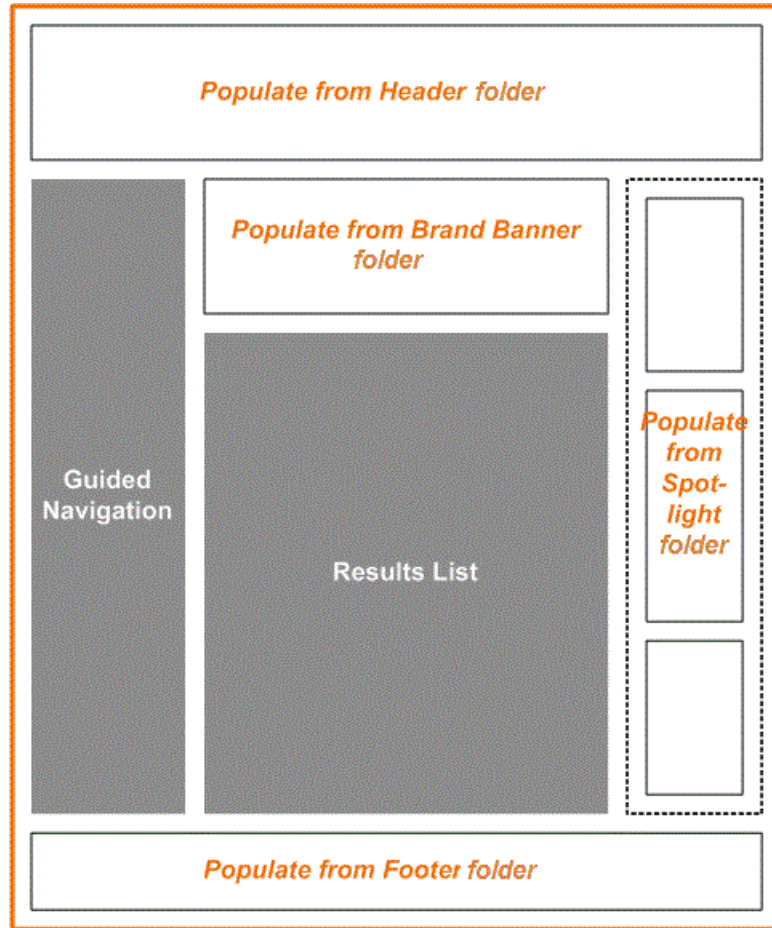 Populate from Header folder
Populate from Brand Banner
folder
Guided
Navigation
Results List
Populate
from
Spot-
light
folder
Populate from Footer folder